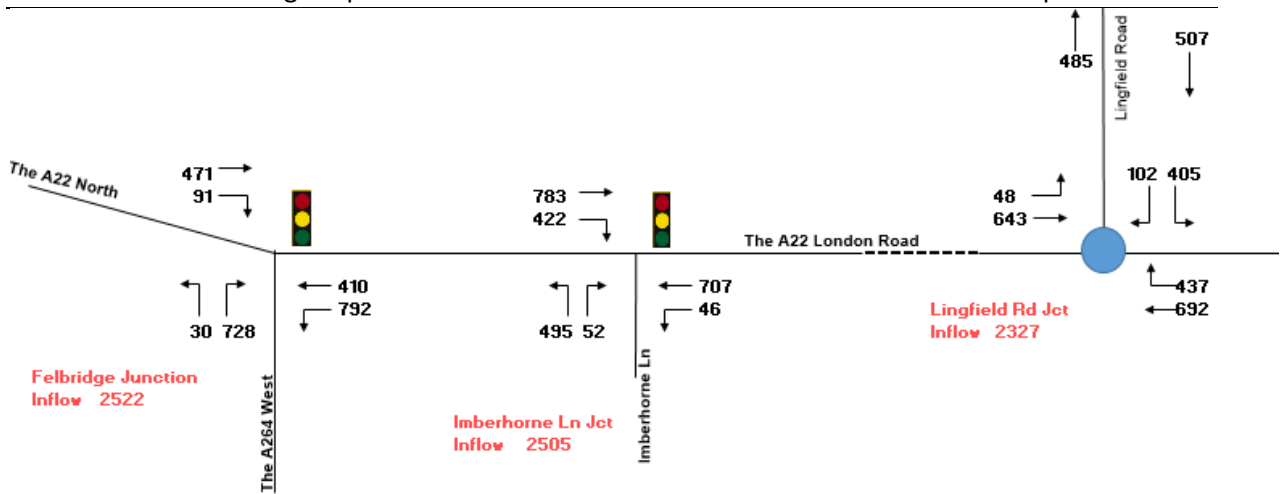 485
Lingfield Road
507
The A22 North
471
91
783
422
48
643
102 405
The A22 London Road
410
792
30 728
707
46
495 52
437
692
Lingfield Rd Jct
Inflow 2327
Felbridge Junction
Inflow 2522
The A264 West
Imberhorne Ln Jct
Inflow 2505
Imberhorne Ln